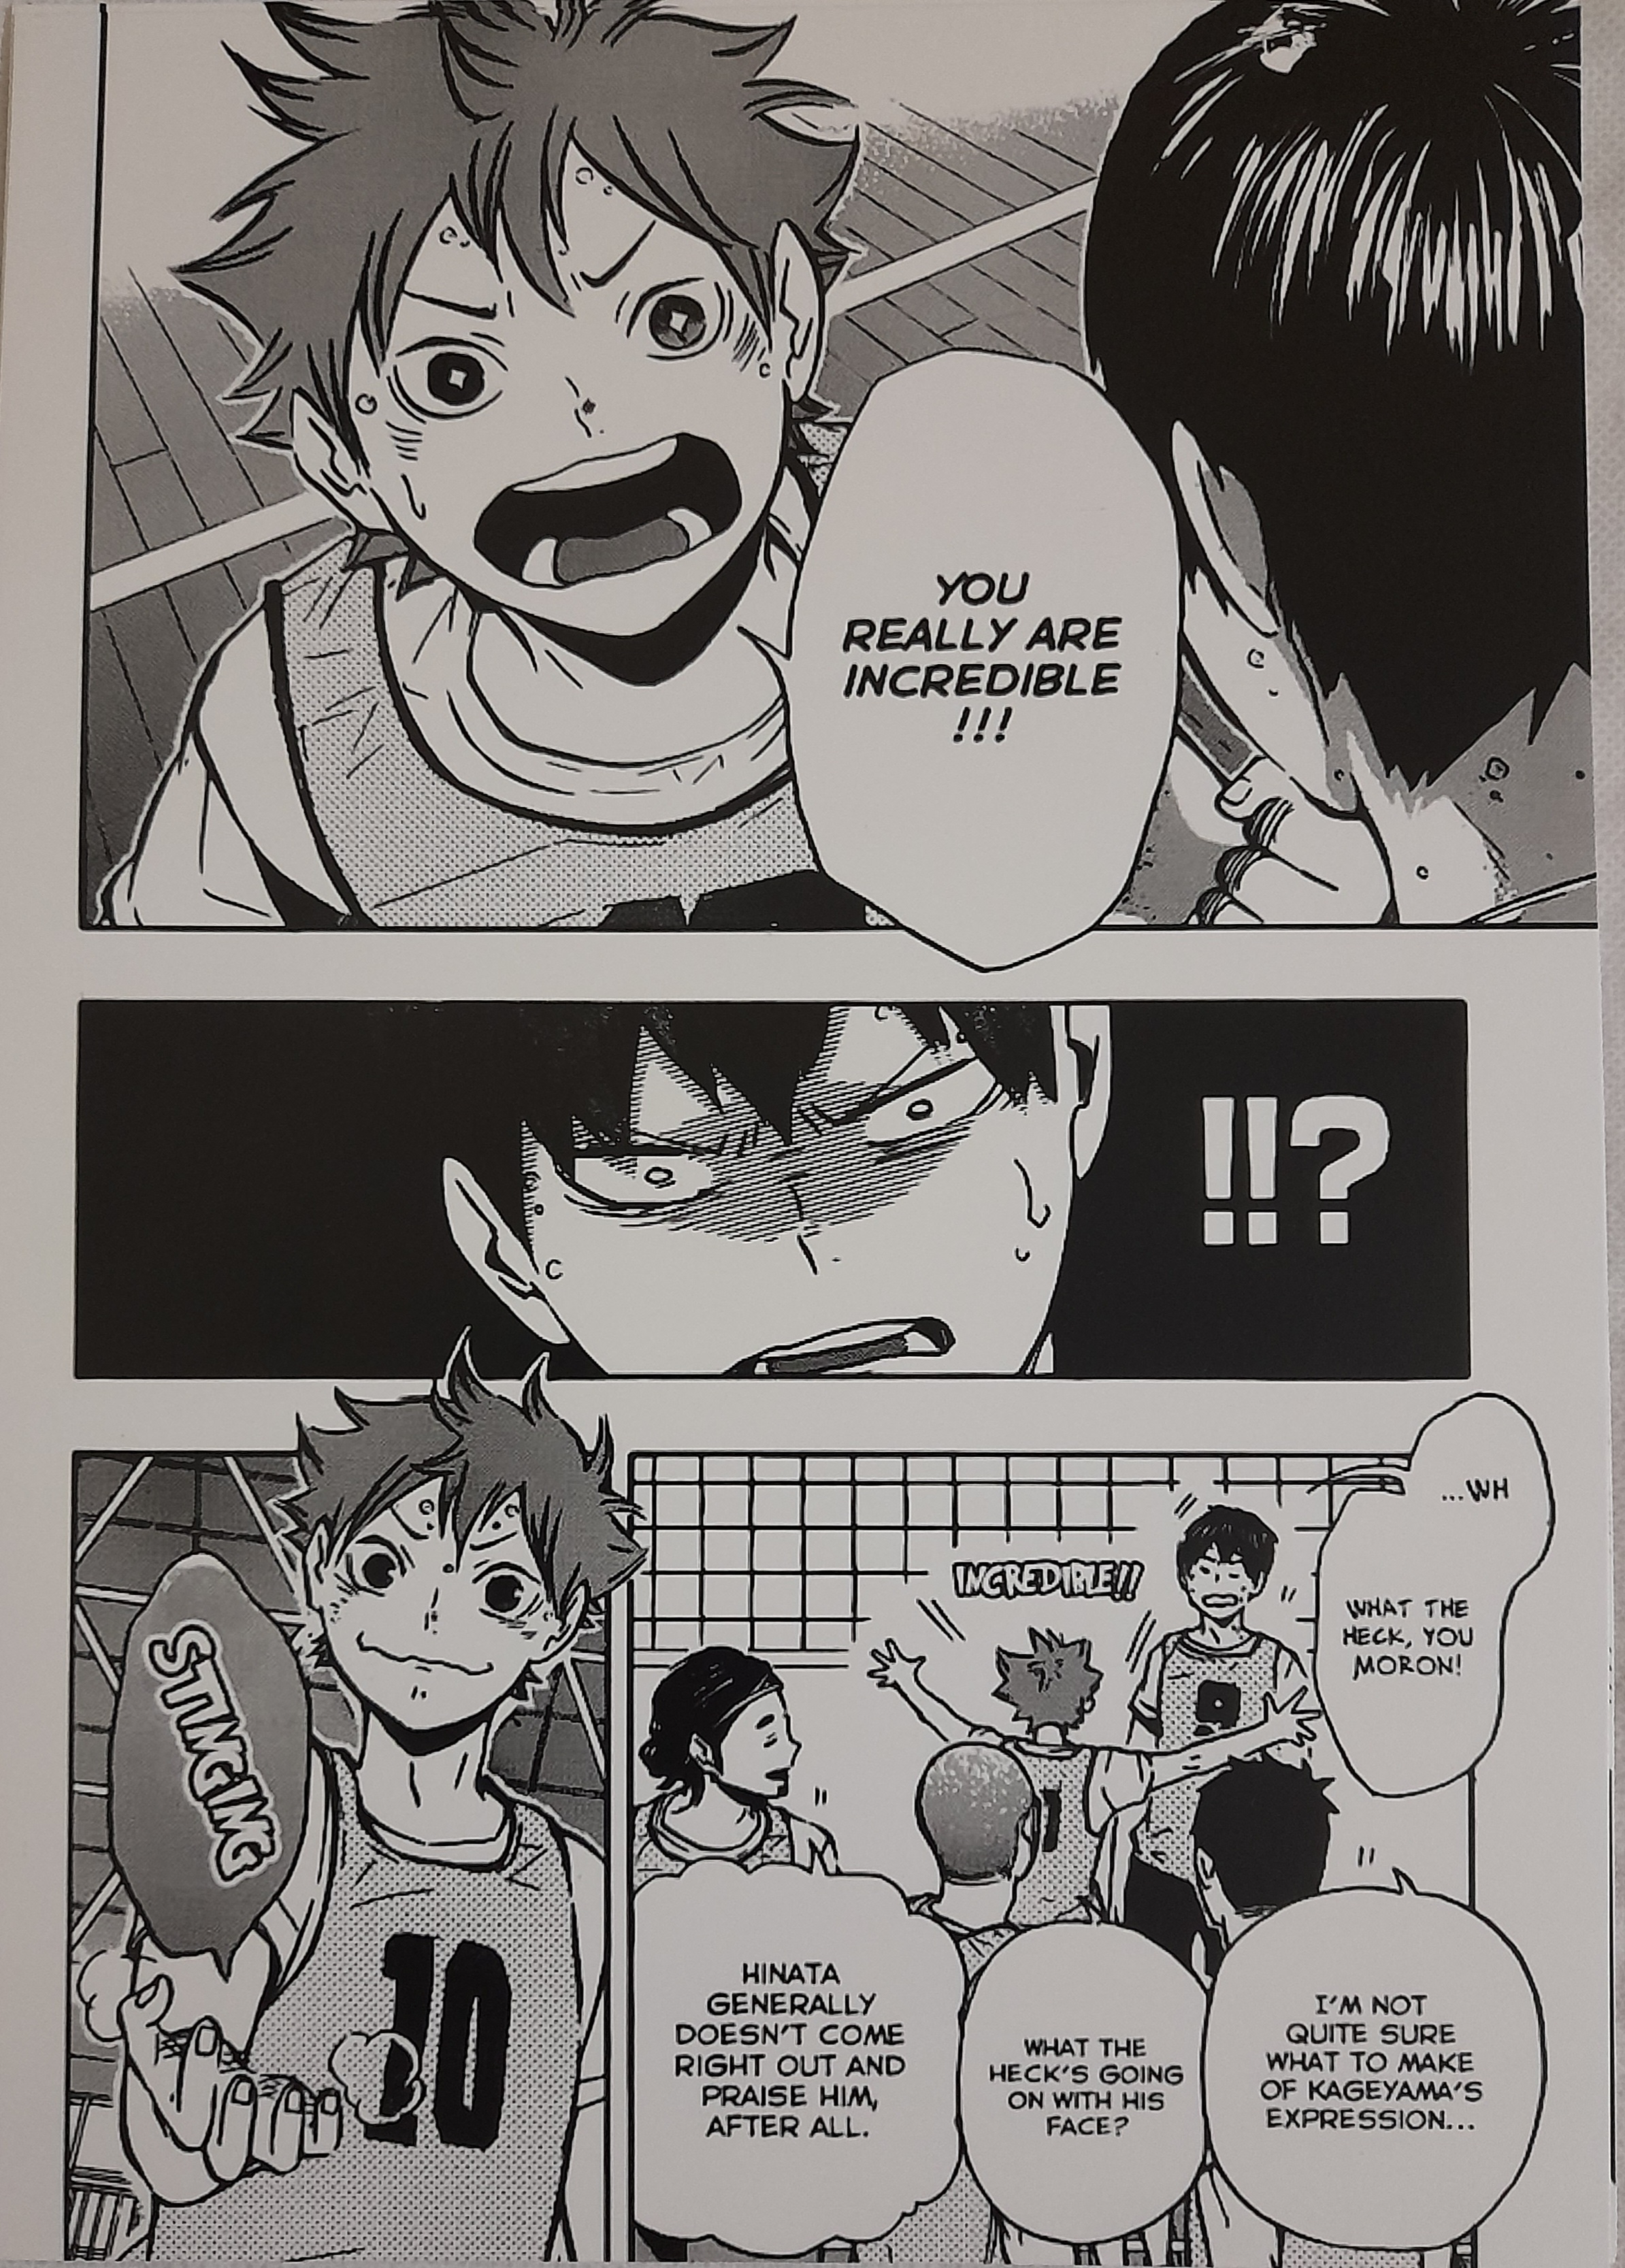 YOU
REALLY ARE
INCREDIBLE
!!!
!!?
...WH
WHAT THE
HECK, YOU
MORON!
INCREDIBLE!!
9
1
I'M NOT
QUITE SURE
WHAT TO MAKE
OF KAGEYAMA'S
EXPRESSION...
WHAT THE
HECK'S GOING
ON WITH HIS
FACE?
HINATA
GENERALLY
DOESN'T COME
RIGHT OUT AND
PRAISE HIM,
AFTER ALL.
STINGING
10